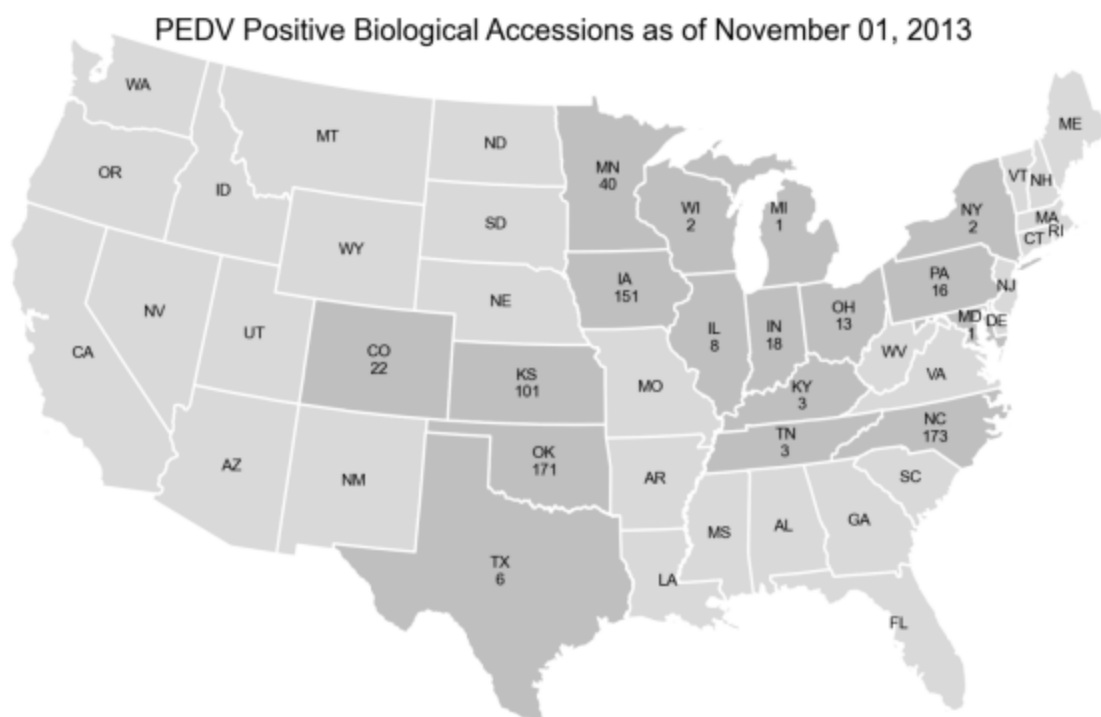 PEDV Positive Biological Accessions as of November 01, 2013
WA
MT
ND
MN
40
ME
OR
ID
SD
WI
2
MI
1
NY
2
VT
NH
MA
RI
CT
WY
IA
151
PA
16
NJ
NE
NV
UT
CO
22
IL
8
IN
18
OH
13
MD
1
DE
CA
KS
101
MO
WV
VA
KY
3
AZ
NM
OK
171
AR
TN
3
NC
173
SC
TX
6
LA
MS
AL
GA
FL